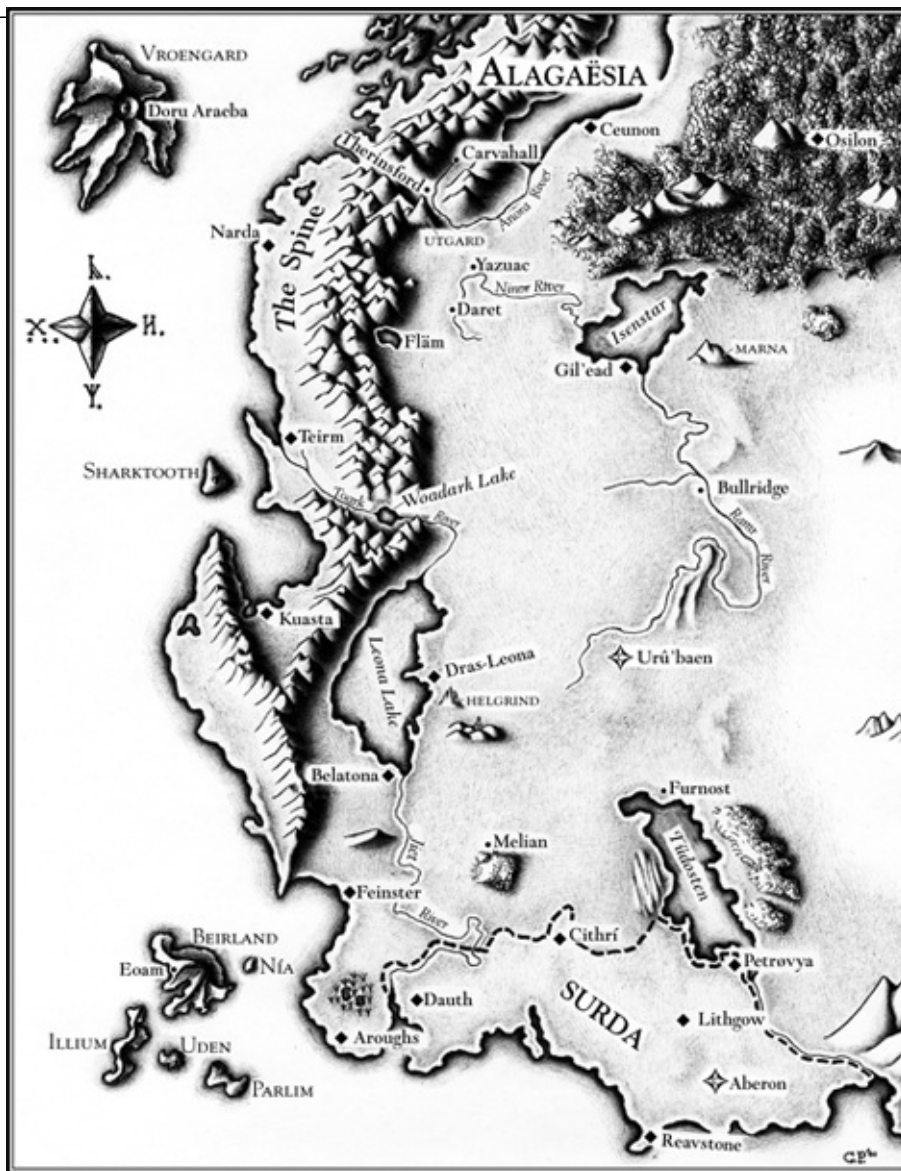 VROENGARD
Doru Araeba
ALAGAËSIA
Ceunon
Osilon
Therinsford
Carvahall
Anora River
UTGARD
Narda
The Spine
Yazuac
Ninor River
Daret
Isenstar
Fläm
MARNA
Gil'ead
Teirm
SHARKTOOTH
Toark
Woadark Lake
River
Bullridge
Ramr
River
Kuasta
Leona Lake
Dras-Leona
Urû'baen
HELGRIND
Belatona
Furnost
Tüdosten
Melian
Jiet
River
Feinster
BEIRLAND
Eoam
NÍA
Cithrí
Petrøvya
SURDA
Dauth
Lithgow
Aroughs
ILLIUM
UDEN
PARLIM
Aberon
Reavstone